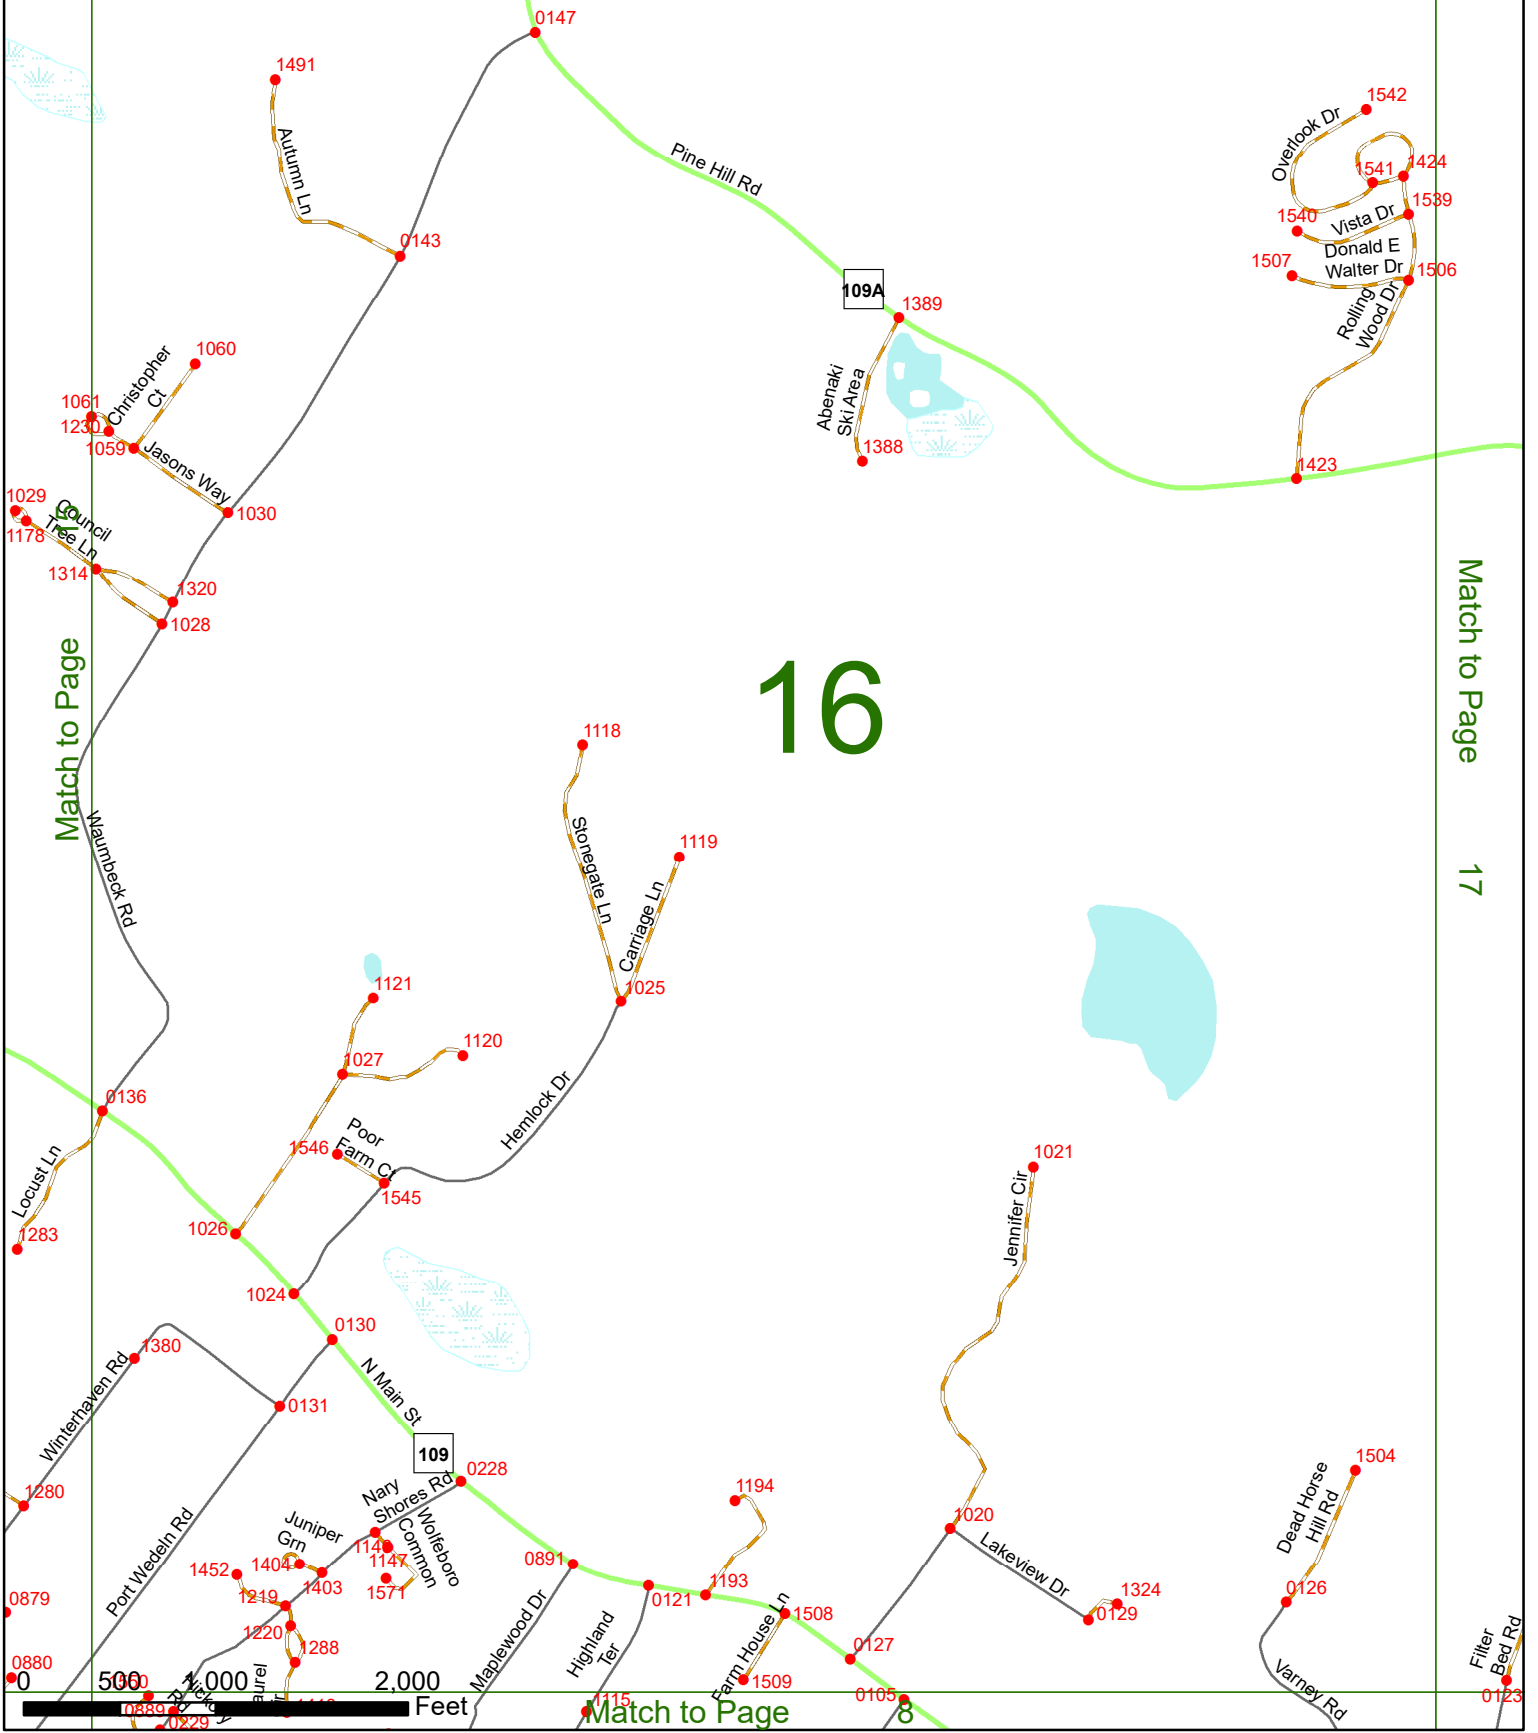 0147
1491
Autumn Ln
0143
Pine Hill Rd
109A
1389
Abenaki
Ski Area
1388
1542
Overlook Dr
1541
1424
1539
1540
Vista Dr
Donald E
Walter Dr
1507
1506
Rolling
Wood Dr
1423
1060
Christopher
Ct
1061
1230
1059
Jasons Way
1030
1029
1178
Council
Tree Ln
15
1314
1320
1028
Match to Page
16
Match to Page
17
1118
Stonegate Ln
1119
Carriage Ln
1025
Waumbeck Rd
1121
1120
1027
Hemlock Dr
0136
1546
Poor
Farm Ct
1545
Locust Ln
1283
1026
1021
Jennifer Cir
1024
0130
1380
Winterhaven Rd
N Main St
0131
109
0228
1280
Nary
Shores Rd
1194
1504
Dead Horse
Hill Rd
1020
Lakeview Dr
Port Wedeln Rd
Juniper
Grn
1146
1147
Wolfeboro
Common
1571
1404
1403
1452
0891
1193
0121
1324
0129
0126
0879
1219
1220
1288
Maplewood Dr
Highland
Ter
Farm House Ln
1508
0127
1509
0105
Varney Rd
Filter
Bed Rd
0123
0880
0 500 1,000 2,000
Feet
0889
0229
1115
Match to Page 8